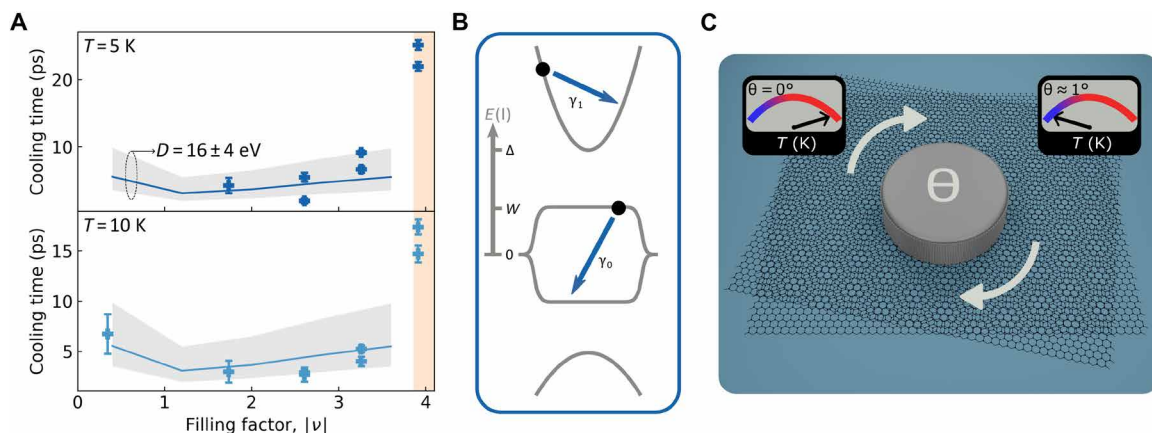 A
T = 5 K
Cooling time (ps)
20
10
D = 16 ± 4 eV
T = 10 K
Cooling time (ps)
15
10
5
0
1
2
3
4
Filling factor, |ν|
B
E(l)
Δ
W
0
γ₁
γ₀
C
θ = 0°
T (K)
θ ≈ 1°
T (K)
Θ